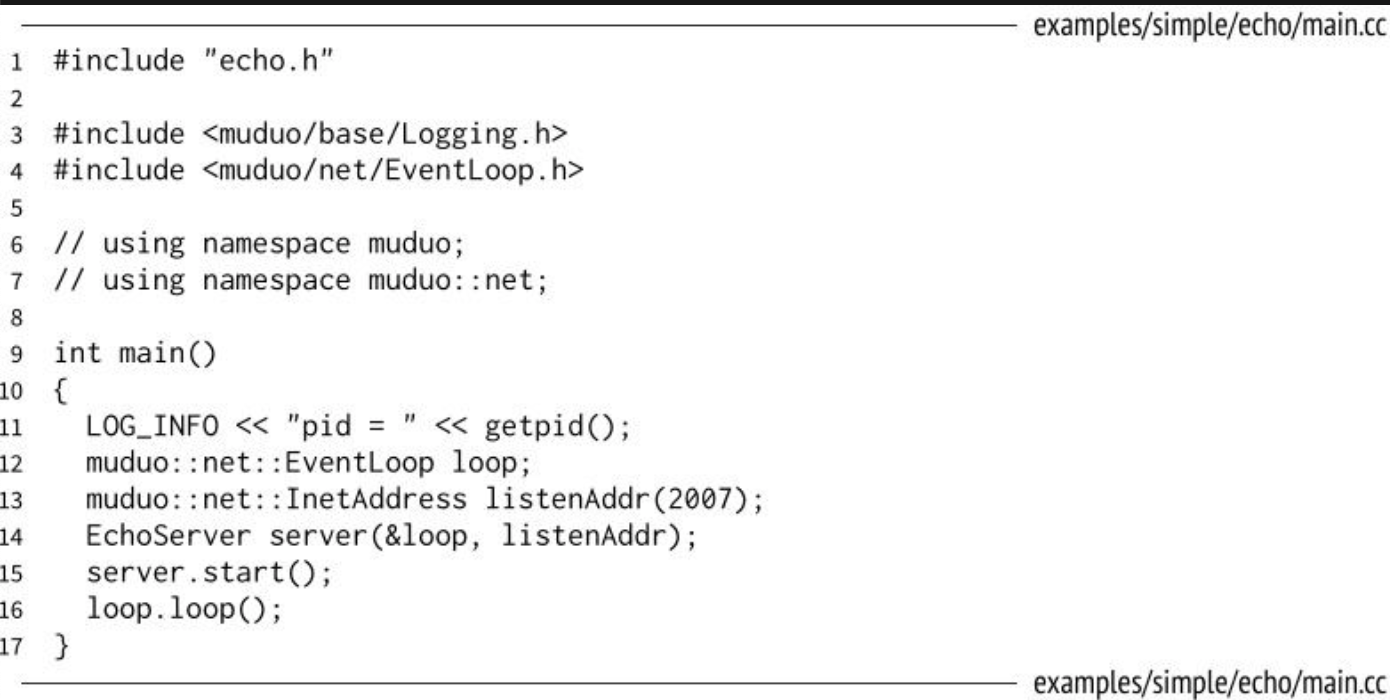 examples/simple/echo/main.cc
1 #include "echo.h"
2
3 #include <muduo/base/Logging.h>
4 #include <muduo/net/EventLoop.h>
5
6 // using namespace muduo;
7 // using namespace muduo::net;
8
9 int main()
10 {
11   LOG_INFO << "pid = " << getpid();
12   muduo::net::EventLoop loop;
13   muduo::net::InetAddress listenAddr(2007);
14   EchoServer server(&loop, listenAddr);
15   server.start();
16   loop.loop();
17 }
examples/simple/echo/main.cc